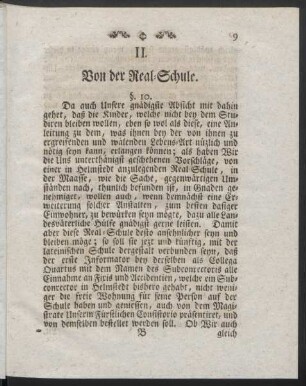 9
II.
Von der Real-Schule.
§. 10.
Da auch Unsere gnädigste Absicht mit dahin
gehet, daß die Kinder, welche nicht bey dem Stu-
diren bleiben wollen, eben so wol als diese, eine An-
leitung zu dem, was ihnen bey der von ihnen zu
ergreifenden und walenden Lebens-Art nüzlich und
nötig seyn kann, erlangen können; als haben Wir
die Uns unterthänigst geschehenen Vorschläge, von
einer in Helmstedt anzulegenden Real-Schule, in
der Maasse, wie die Sache, gegenwärtigen Um-
ständen nach, thunlich befunden ist, in Gnaden ge-
nehmiget, wollen auch, wenn demnächst eine Er-
weiterung solcher Anstalten, zum besten dasiger
Einwohner, zu bewürken seyn mögte, dazu alle Lan-
desväterliche Hülfe gnädigst gerne leisten. Damit
aber diese Real-Schule desto ansehnlicher seyn und
bleiben möge; so soll sie jezt und künftig, mit der
lateinischen Schule dergestalt verbunden seyn, daß
der erste Informator bey derselben als Collega
Quartus mit dem Namen des Subconrectoris alle
Einnahme an Fixis und Accidentien, welche ein Sub-
conrector in Helmstedt bishero gehabt, nicht weni-
ger die freie Wohnung für seine Person auf der
Schule haben und geniessen, auch von dem Magi-
strate Unserm Fürstlichen Consistorio präsentiret, und
von demselben bestellet werden soll. Ob Wir auch
B gleich